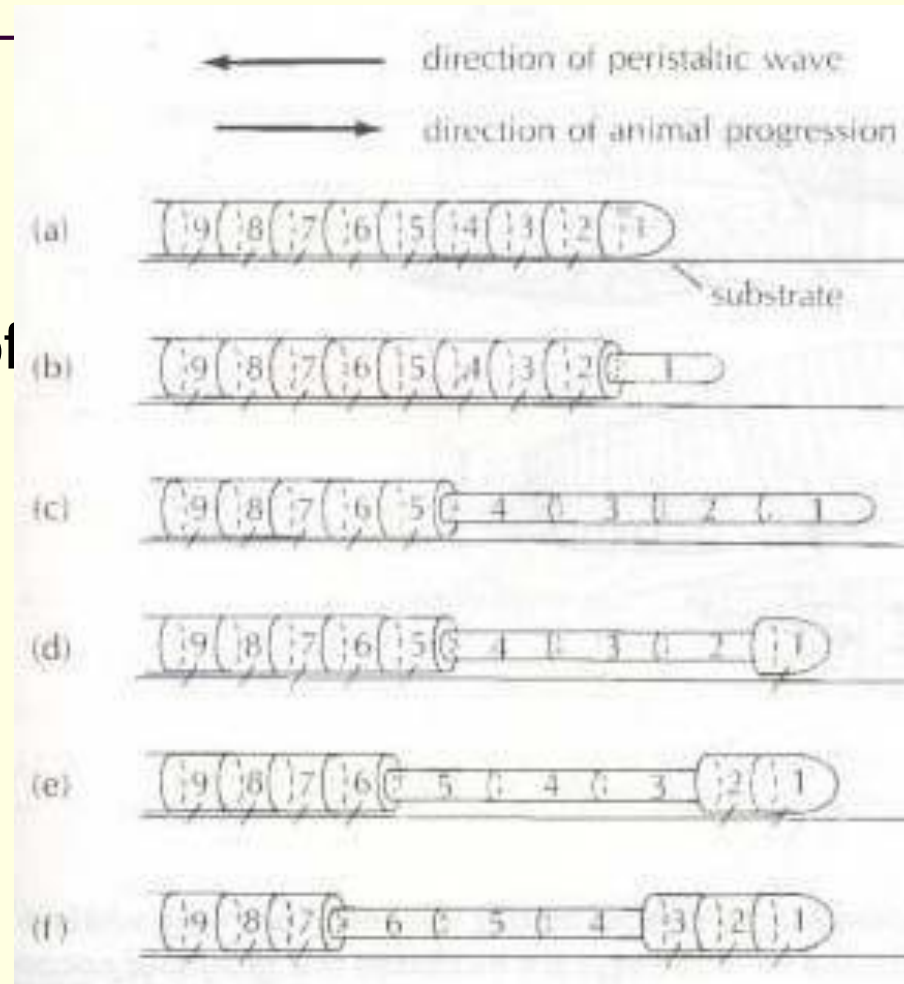 direction of peristaltic wave
direction of animal progression
(a) 9 8 7 6 5 4 3 2 1
substrate
of
(b) 9 8 7 6 5 4 3 2 1
(c) 9 8 7 6 5 4 3 2 1
(d) 9 8 7 6 5 4 3 2 1
(e) 9 8 7 6 5 4 3 2 1
(f) 9 8 7 6 5 4 3 2 1